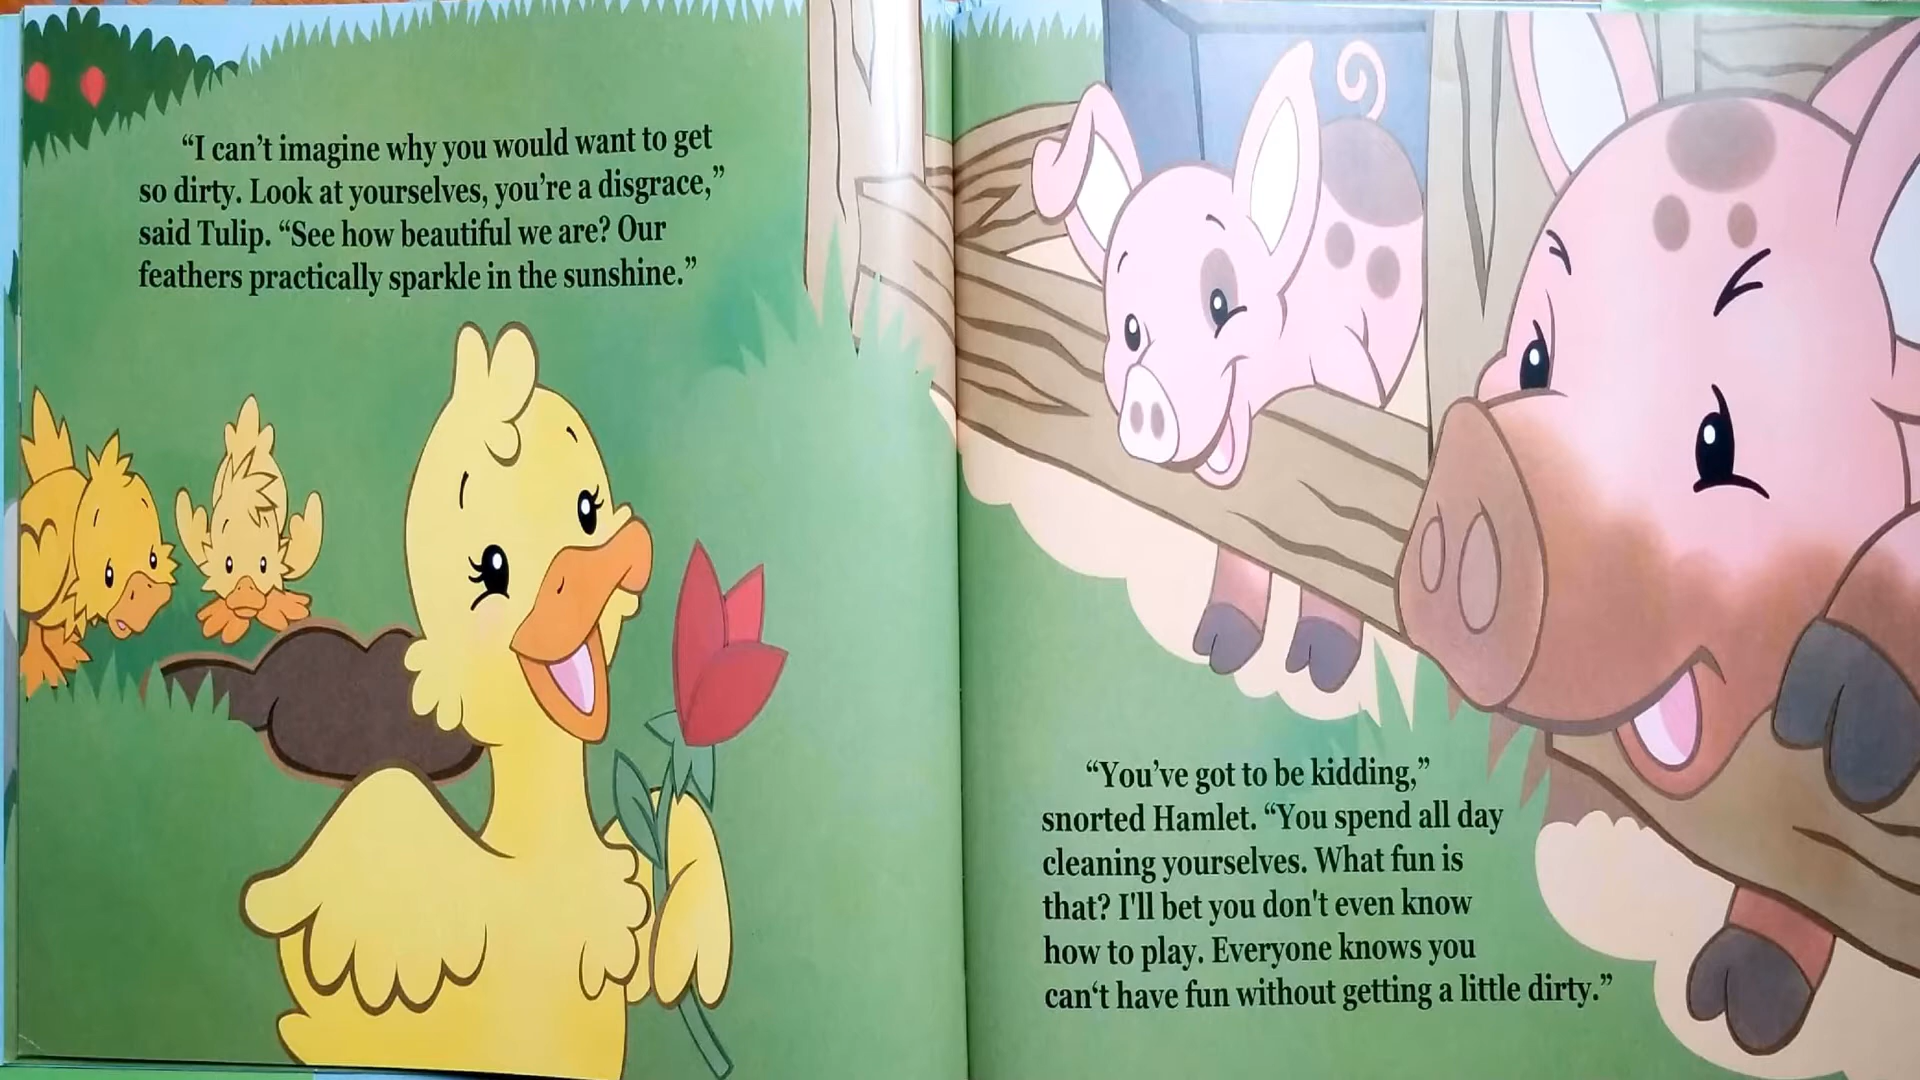 “I can’t imagine why you would want to get
so dirty. Look at yourselves, you’re a disgrace,”
said Tulip. “See how beautiful we are? Our
feathers practically sparkle in the sunshine.”
“You’ve got to be kidding,”
snorted Hamlet. “You spend all day
cleaning yourselves. What fun is
that? I'll bet you don't even know
how to play. Everyone knows you
can‘t have fun without getting a little dirty.”